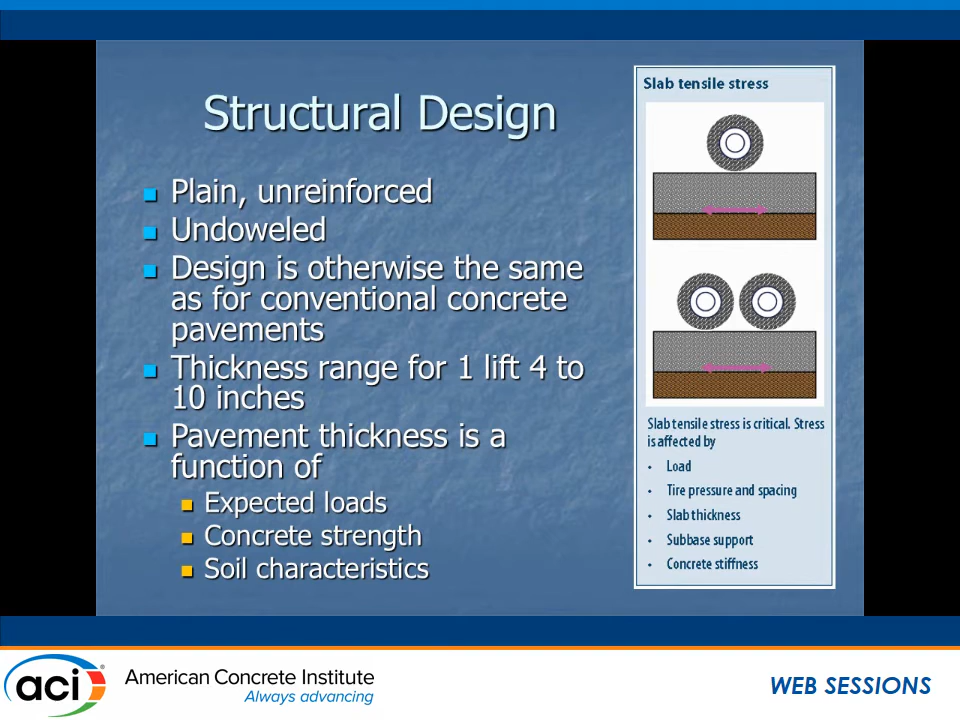 Structural Design
Plain, unreinforced
Undoweled
Design is otherwise the same
as for conventional concrete
pavements
Thickness range for 1 lift 4 to
10 inches
Pavement thickness is a
function of
Expected loads
Concrete strength
Soil characteristics
Slab tensile stress
Slab tensile stress is critical. Stress
is affected by
• Load
• Tire pressure and spacing
• Slab thickness
• Subbase support
• Concrete stiffness
aci®
American Concrete Institute
Always advancing
WEB SESSIONS